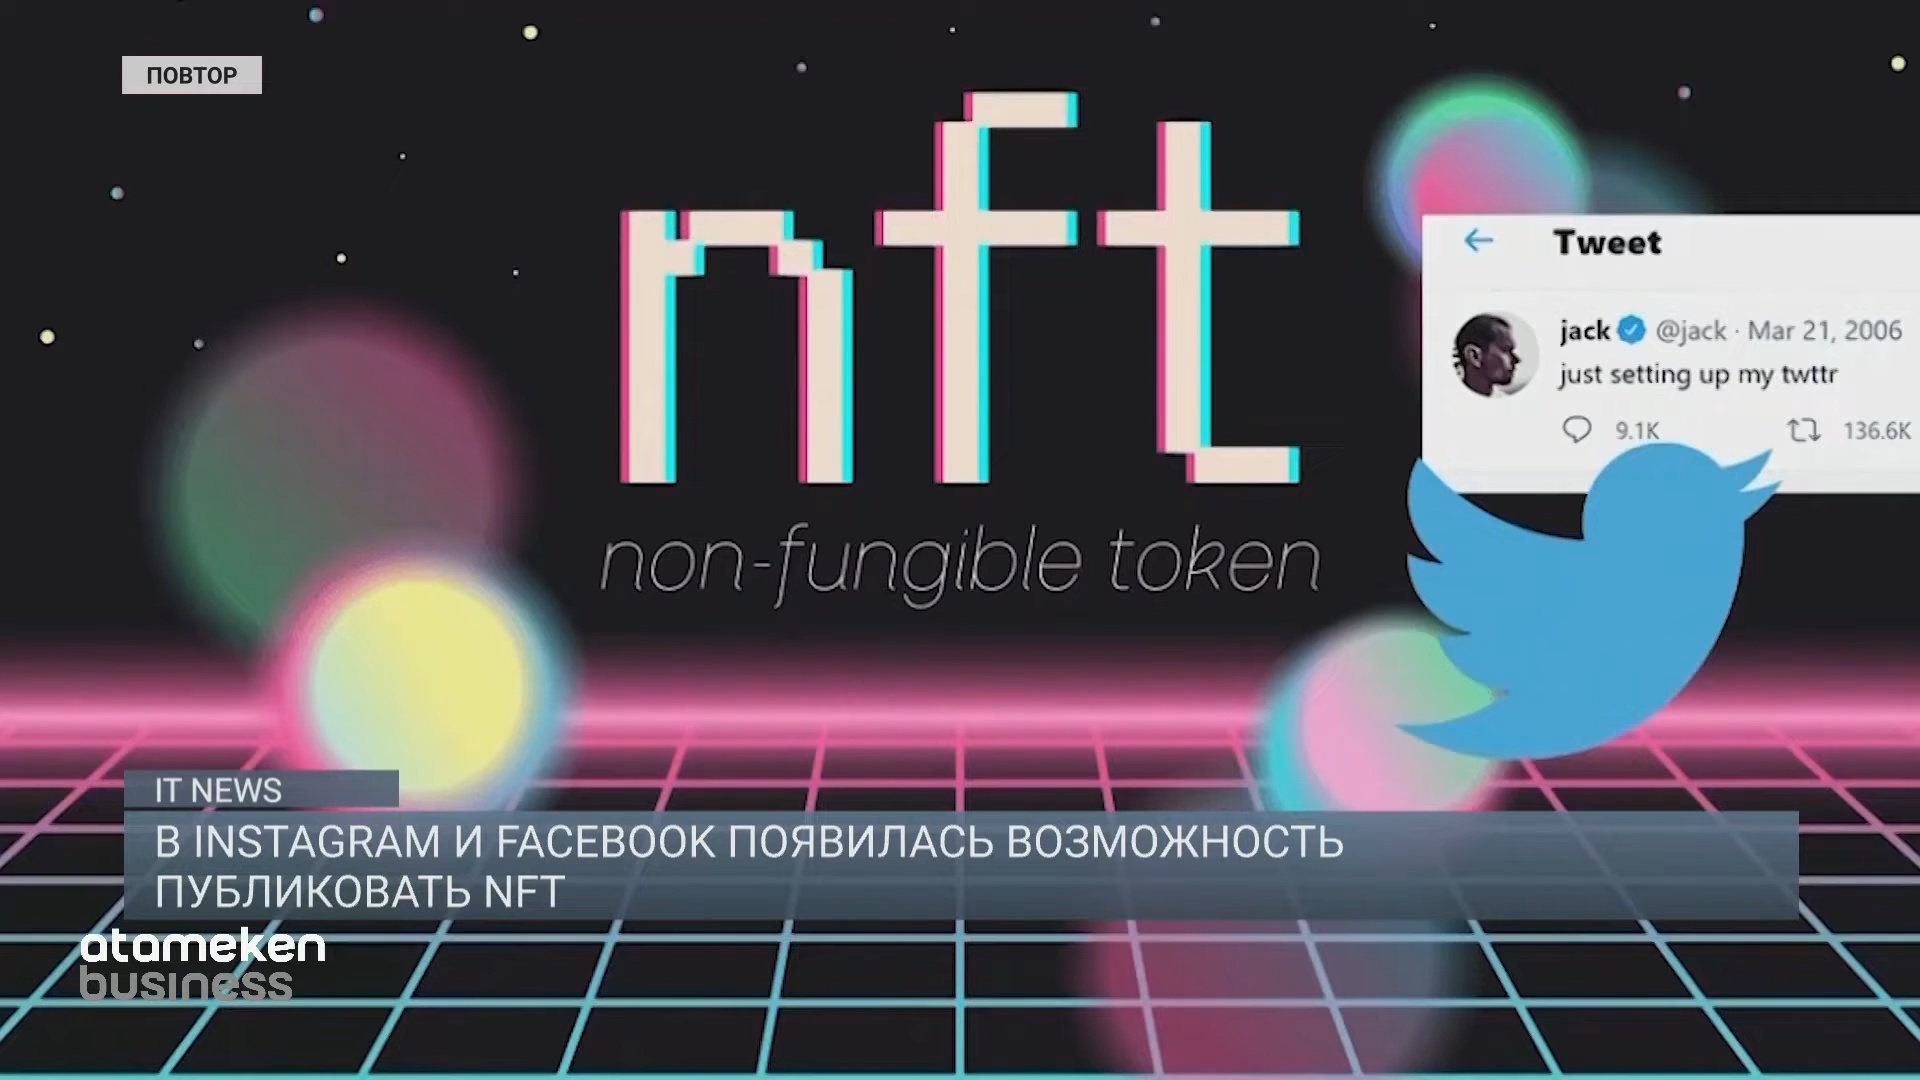 ПОВТОР
nft
non-fungible token
Tweet
jack @jack · Mar 21, 2006
just setting up my twttr
9.1K 136.6K
IT NEWS
В INSTAGRAM И FACEBOOK ПОЯВИЛАСЬ ВОЗМОЖНОСТЬ
ПУБЛИКОВАТЬ NFT
atameken
business